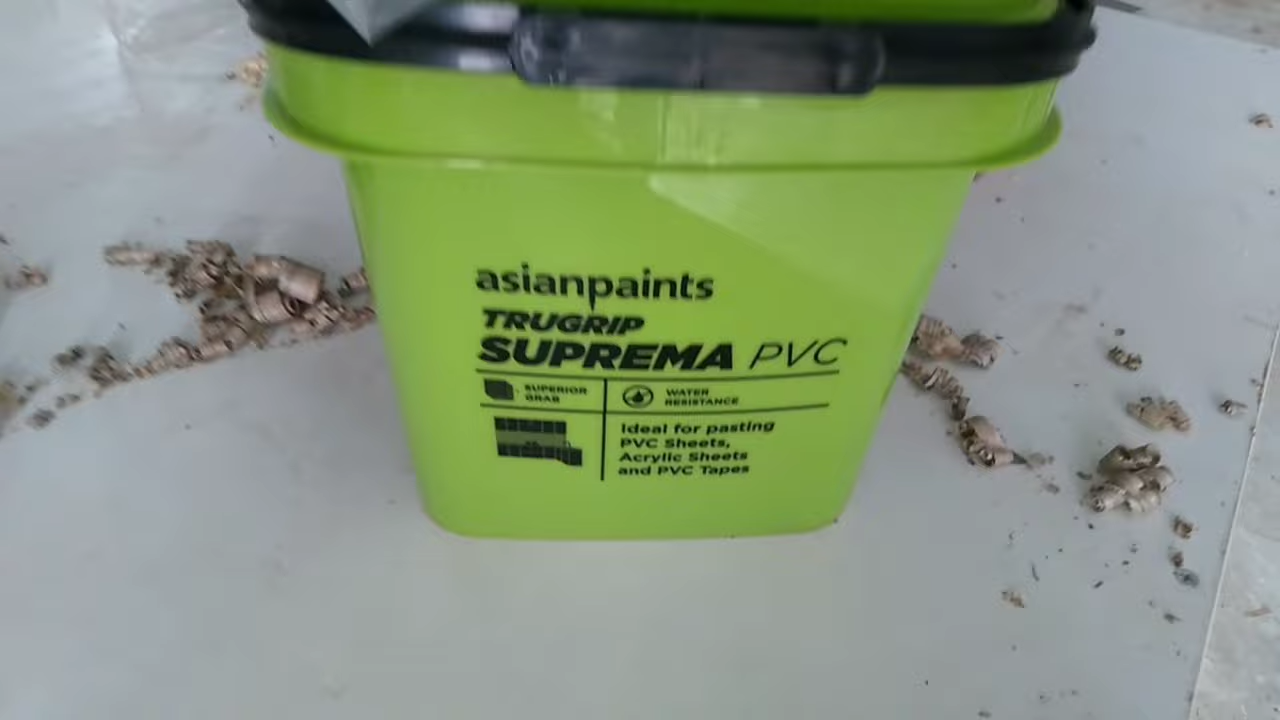 asianpaints
TRUGRIP
SUPREMA PVC
SUPERIOR
GRAB
WATER
RESISTANCE
Ideal for pasting
PVC Sheets,
Acrylic Sheets
and PVC Tapes